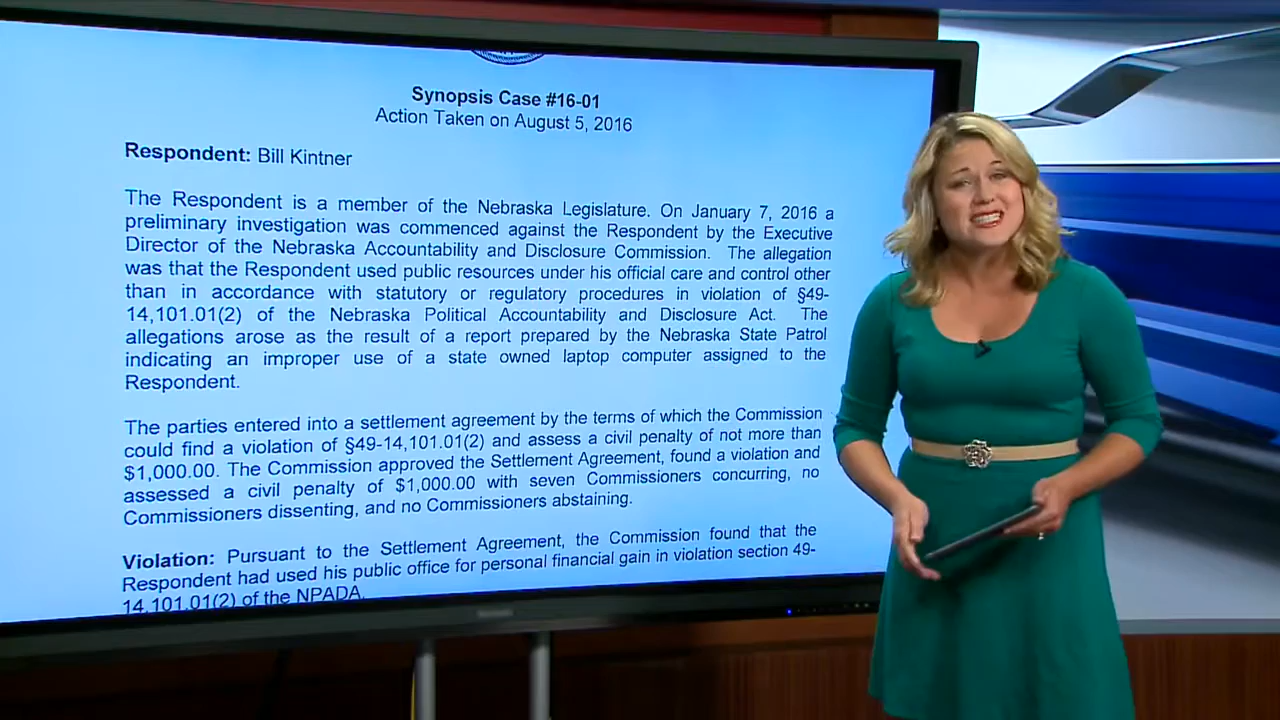 Synopsis Case #16-01
Action Taken on August 5, 2016
Respondent: Bill Kintner
The Respondent is a member of the Nebraska Legislature. On January 7, 2016 a
preliminary investigation was commenced against the Respondent by the Executive
Director of the Nebraska Accountability and Disclosure Commission. The allegation
was that the Respondent used public resources under his official care and control other
than in accordance with statutory or regulatory procedures in violation of §49-
14,101.01(2) of the Nebraska Political Accountability and Disclosure Act. The
allegations arose as the result of a report prepared by the Nebraska State Patrol
indicating an improper use of a state owned laptop computer assigned to the
Respondent.
The parties entered into a settlement agreement by the terms of which the Commission
could find a violation of §49-14,101.01(2) and assess a civil penalty of not more than
$1,000.00. The Commission approved the Settlement Agreement, found a violation and
assessed a civil penalty of $1,000.00 with seven Commissioners concurring, no
Commissioners dissenting, and no Commissioners abstaining.
Violation: Pursuant to the Settlement Agreement, the Commission found that the
Respondent had used his public office for personal financial gain in violation section 49-
14,101.01(2) of the NPADA.